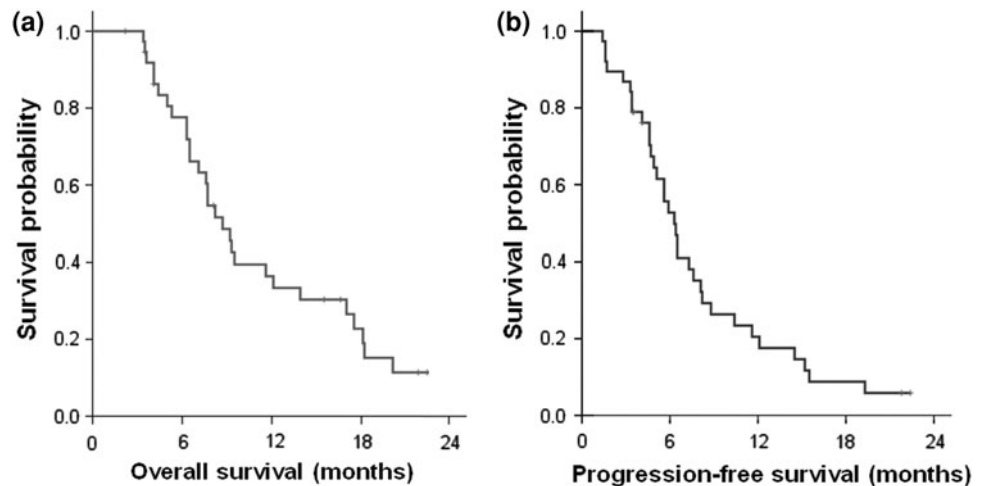 (a)
Survival probability
1.0
0.8
0.6
0.4
0.2
0.0
0 6 12 18 24
Overall survival (months)
(b)
Survival probability
1.0
0.8
0.6
0.4
0.2
0.0
0 6 12 18 24
Progression-free survival (months)